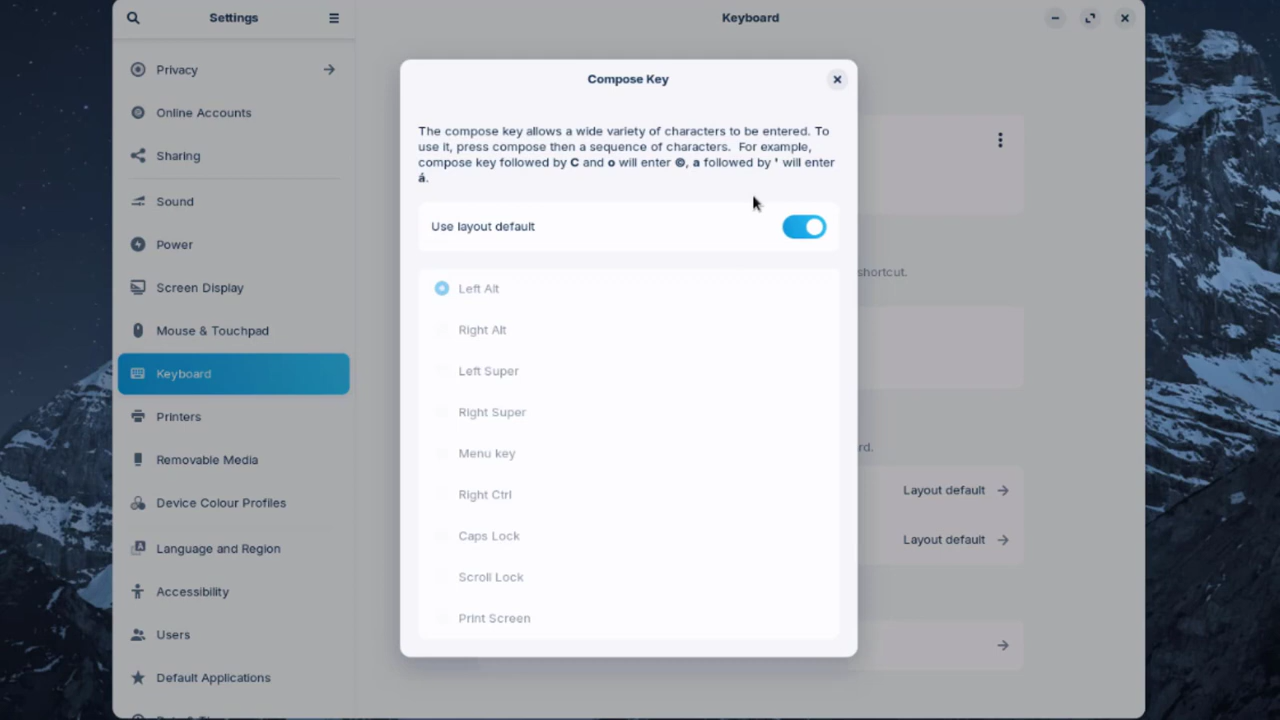 Settings
Keyboard
Privacy
Online Accounts
Sharing
Sound
Power
Screen Display
Mouse & Touchpad
Keyboard
Printers
Removable Media
Device Colour Profiles
Language and Region
Accessibility
Users
Default Applications
Compose Key
The compose key allows a wide variety of characters to be entered. To
use it, press compose then a sequence of characters.  For example,
compose key followed by C and o will enter ©, a followed by ' will enter
á.
Use layout default
Left Alt
Right Alt
Left Super
Right Super
Menu key
Right Ctrl
Caps Lock
Scroll Lock
Print Screen
shortcut.
Layout default
Layout default